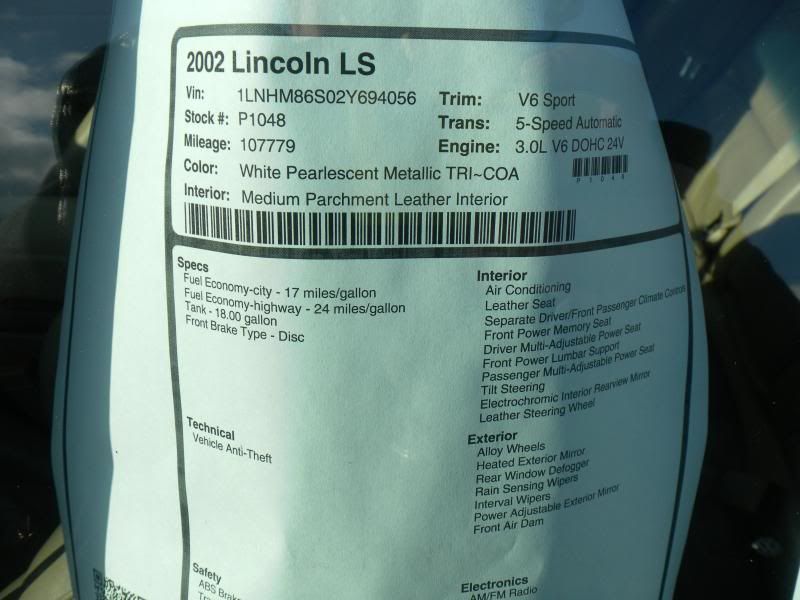 2002 Lincoln LS
Vin: 1LNHM86S02Y694056
Stock #: P1048
Mileage: 107779
Color: White Pearlescent Metallic TRI~COA
Interior: Medium Parchment Leather Interior
Trim: V6 Sport
Trans: 5-Speed Automatic
Engine: 3.0L V6 DOHC 24V
P 1 0 4 8
Specs
Fuel Economy-city - 17 miles/gallon
Fuel Economy-highway - 24 miles/gallon
Tank - 18.00 gallon
Front Brake Type - Disc
Technical
Vehicle Anti-Theft
Safety
ABS Brak
Interior
Air Conditioning
Leather Seat
Separate Driver/Front Passenger Climate Controls
Front Power Memory Seat
Driver Multi-Adjustable Power Seat
Front Power Lumbar Support
Passenger Multi-Adjustable Power Seat
Tilt Steering
Electrochromic Interior Rearview Mirror
Leather Steering Wheel
Exterior
Alloy Wheels
Heated Exterior Mirror
Rear Window Defogger
Rain Sensing Wipers
Interval Wipers
Power Adjustable Exterior Mirror
Front Air Dam
Electronics
AM/FM Radio